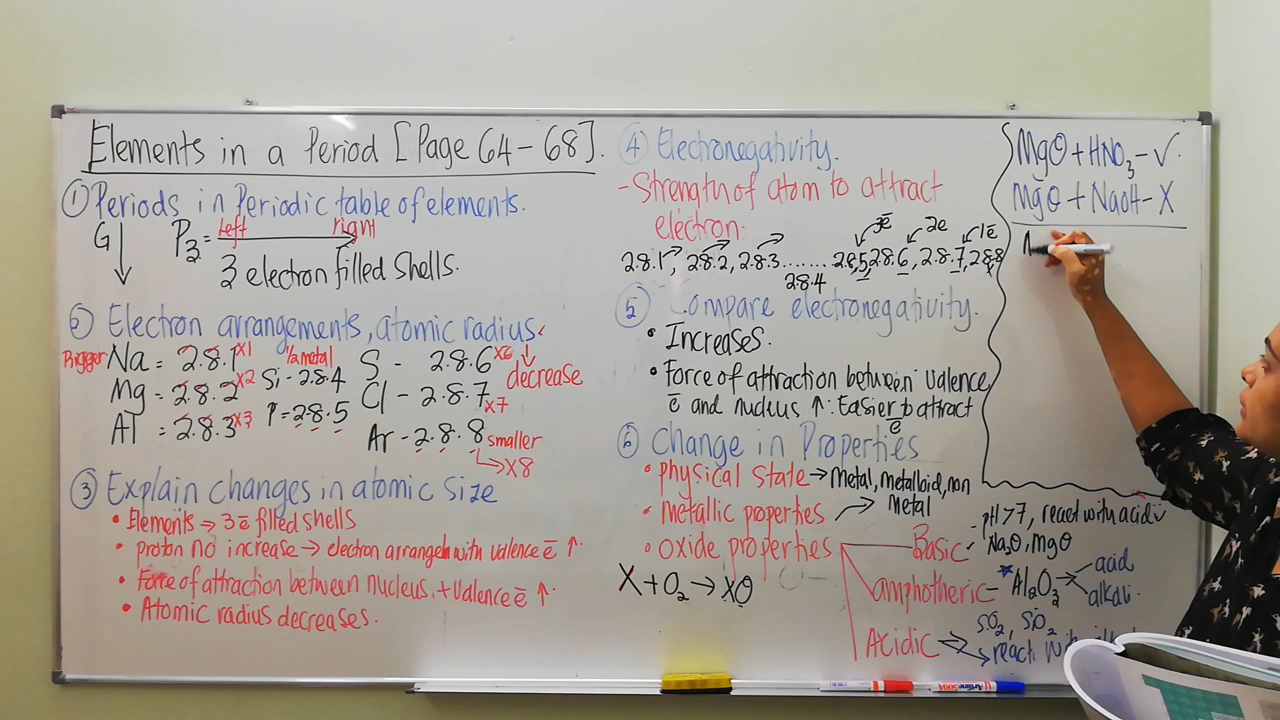 Elements in a Period [Page 64-68].
① Periods in Periodic table of elements.
G↓ P₃= left → right
3 electron filled shells.
② Electron arrangements, atomic radius
Bigger Na = 2.8.1 x1
Mg = 2.8.2 x2
Al = 2.8.3 x3
½ metal
Si - 2.8.4
P = 2.8.5
S - 2.8.6 x6
Cl - 2.8.7 x7
Ar - 2.8.8 smaller
→ x8
↓ decrease
③ Explain changes in atomic size
• Elements → 3ē filled shells
• proton no increase → electron arrangem with valence ē ↑.
• Force of attraction between nucleus + valence ē ↑.
• Atomic radius decreases.
④ Electronegativity.
- Strength of atom to attract
electron:
3ē 2e 1ē
2.8.1, 2.8.2, 2.8.3........ 2.8.5, 2.8.6, 2.8.7, 2.8.8
2.8.4
⑤ Compare electronegativity.
• Increases.
• Force of attraction between valence
ē and nucleus ↑ : Easier to attract
ē
⑥ Change in Properties
• physical state → Metal, metalloid, non
Metal
• Metallic properties
• oxide properties
X + O₂ → XO
Basic
- pH > 7, react with acid ✓
- Na₂O, MgO
amphotheric - *Al₂O₃ → acid
→ alkali
Acidic ⇒
SO₂, SiO₂
→ react
MgO + HNO₃ - ✓.
MgO + NaOH - X